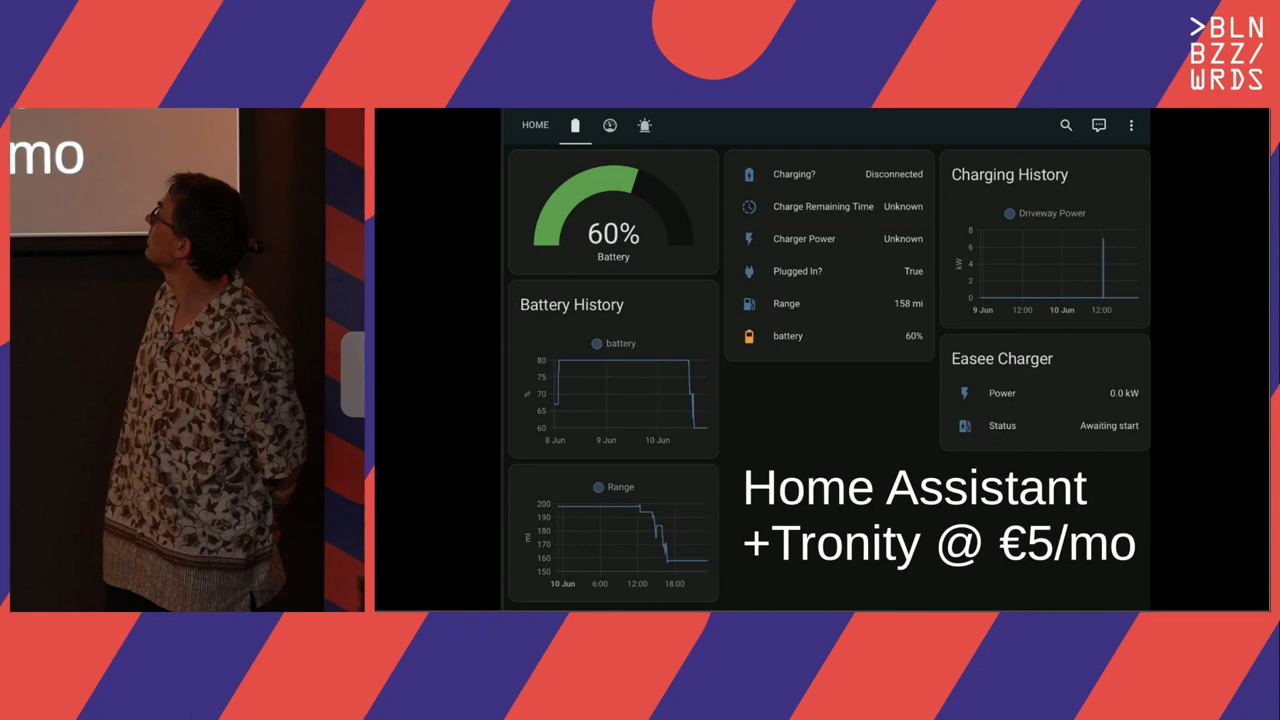 >BLN
BZZ/
WRDS
mo
HOME
60%
Battery
Battery History
battery
80
75
70
65
60
%
8 Jun 9 Jun 10 Jun
Range
200
190
180
170
160
150
mi
10 Jun 6:00 12:00 18:00
Charging? Disconnected
Charge Remaining Time Unknown
Charger Power Unknown
Plugged In? True
Range 158 mi
battery 60%
Charging History
Driveway Power
8
6
4
2
0
kW
9 Jun 12:00 10 Jun 12:00
Easee Charger
Power 0.0 kW
Status Awaiting start
Home Assistant
+Tronity @ €5/mo